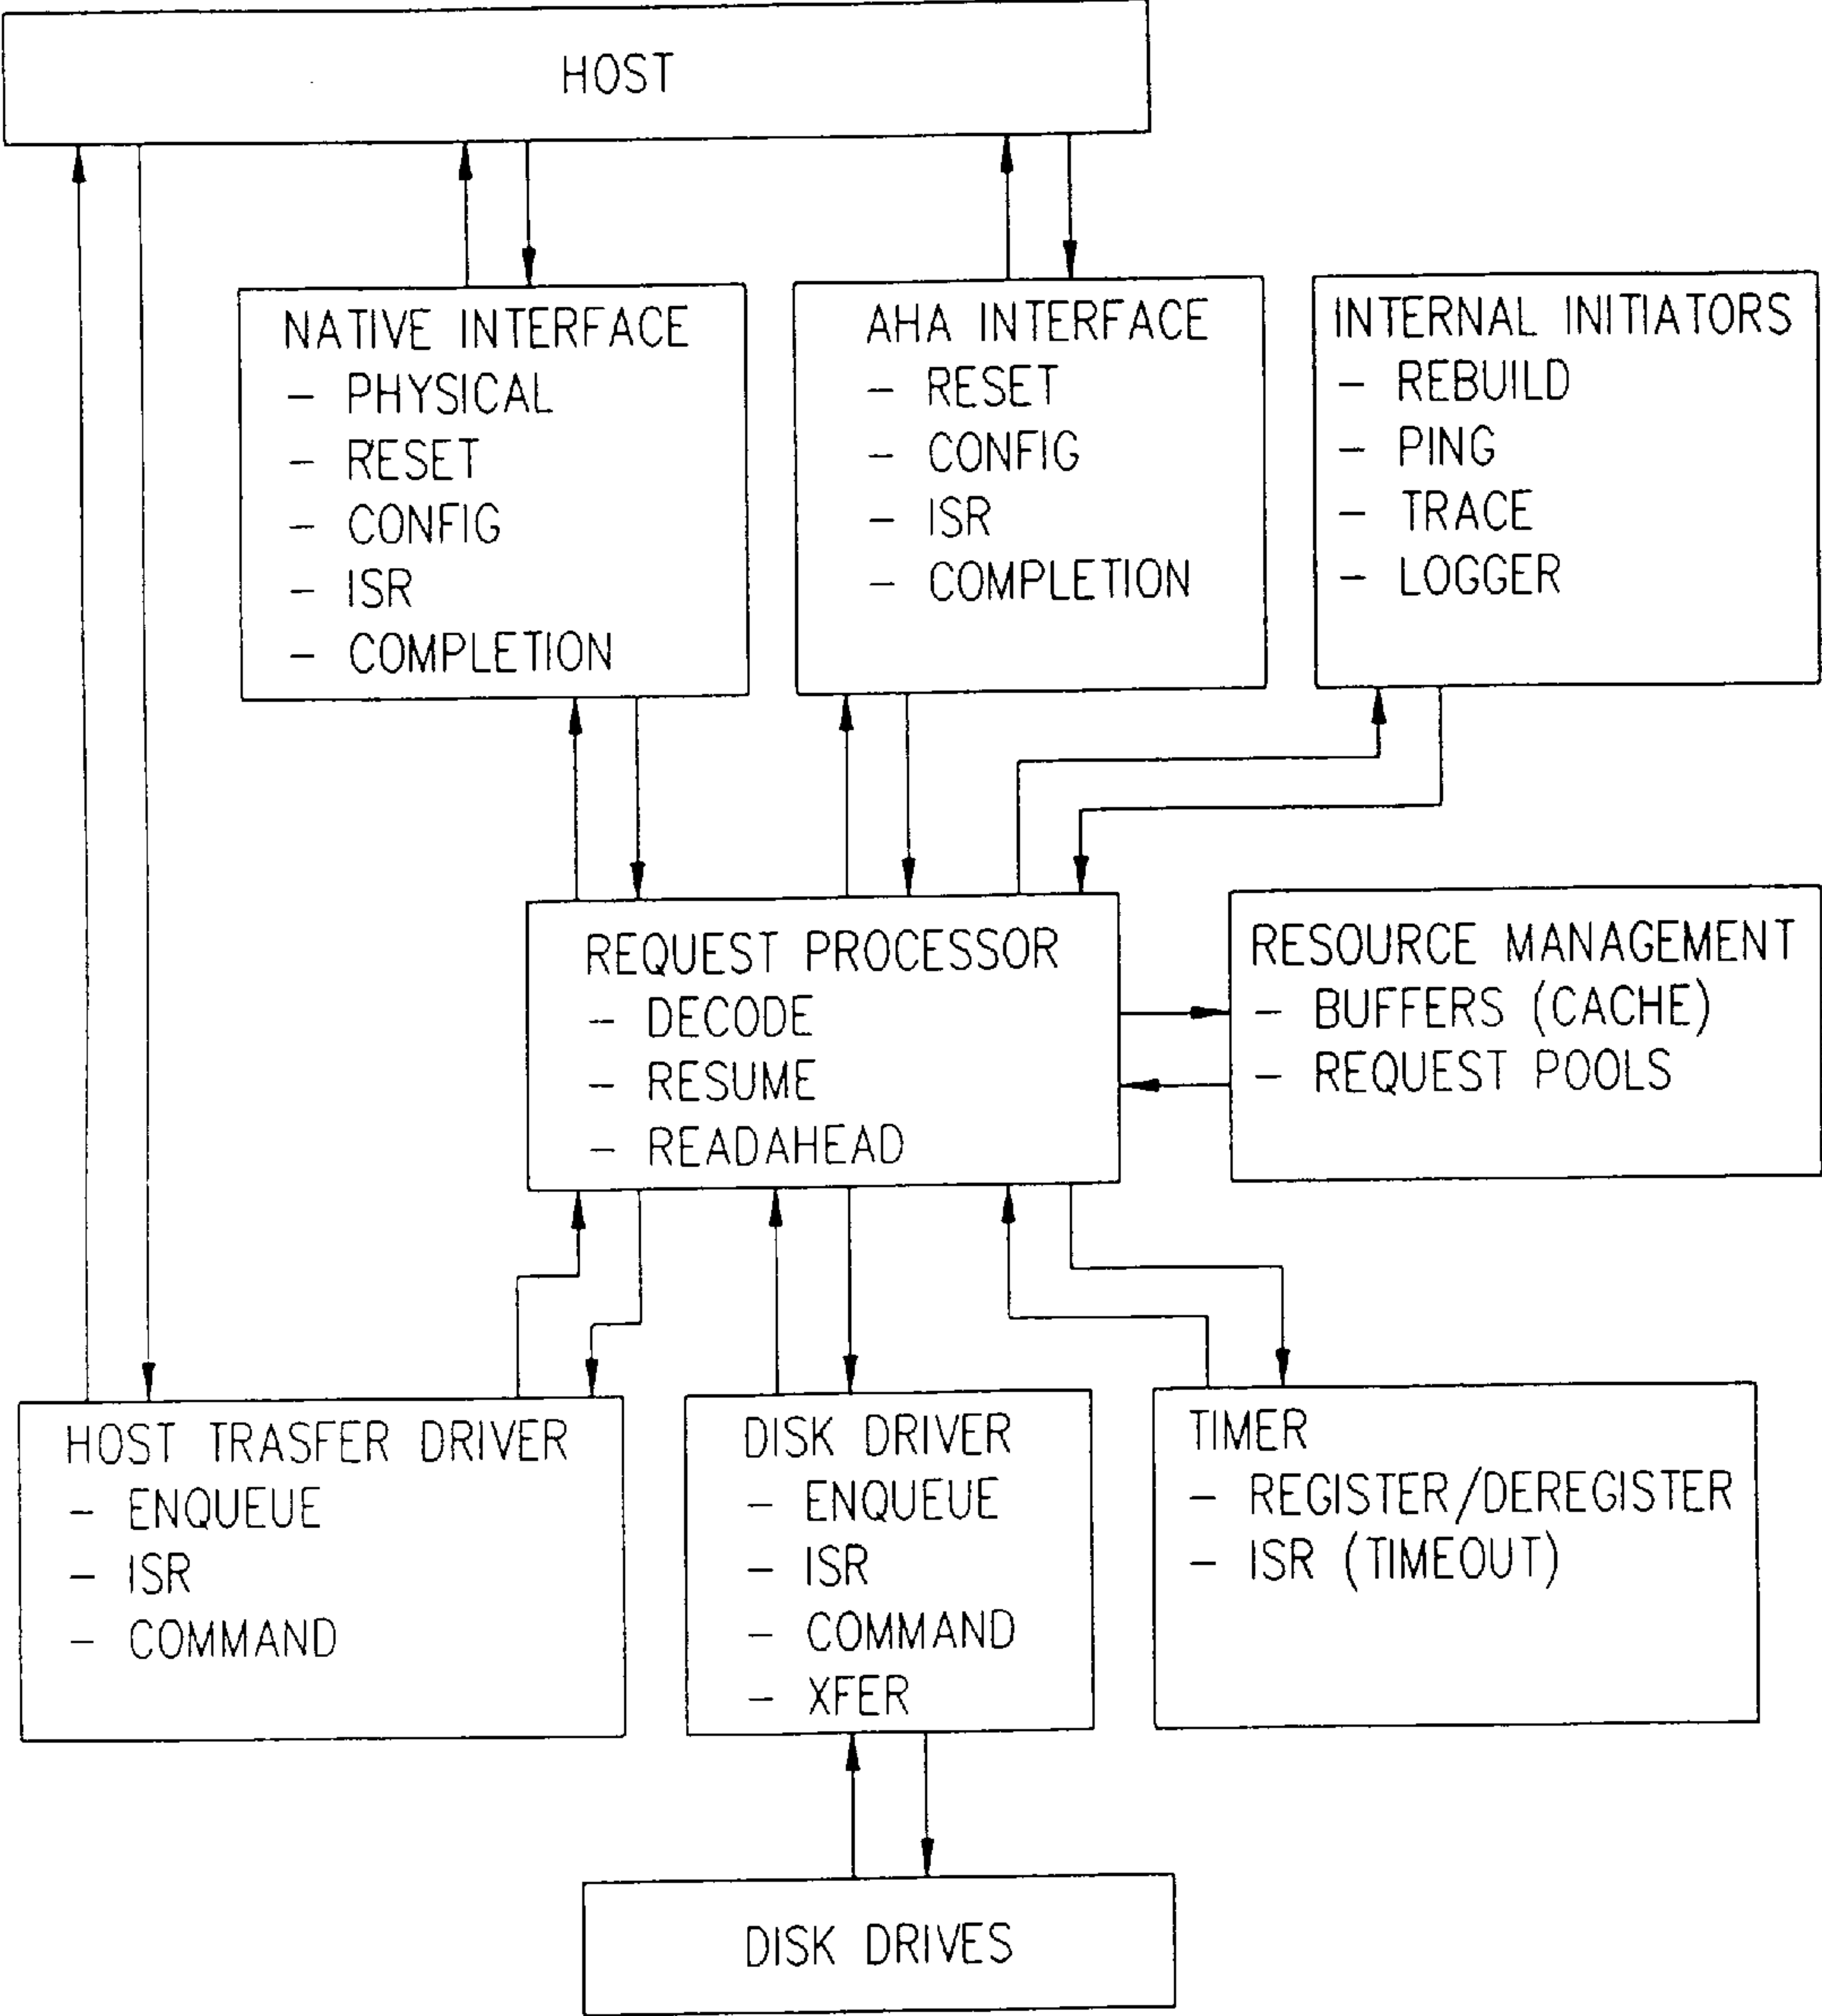 HOST
NATIVE INTERFACE
- PHYSICAL
- RESET
- CONFIG
- ISR
- COMPLETION
AHA INTERFACE
- RESET
- CONFIG
- ISR
- COMPLETION
INTERNAL INITIATORS
- REBUILD
- PING
- TRACE
- LOGGER
REQUEST PROCESSOR
- DECODE
- RESUME
- READAHEAD
RESOURCE MANAGEMENT
- BUFFERS (CACHE)
- REQUEST POOLS
HOST TRASFER DRIVER
- ENQUEUE
- ISR
- COMMAND
DISK DRIVER
- ENQUEUE
- ISR
- COMMAND
- XFER
TIMER
- REGISTER/DEREGISTER
- ISR (TIMEOUT)
DISK DRIVES